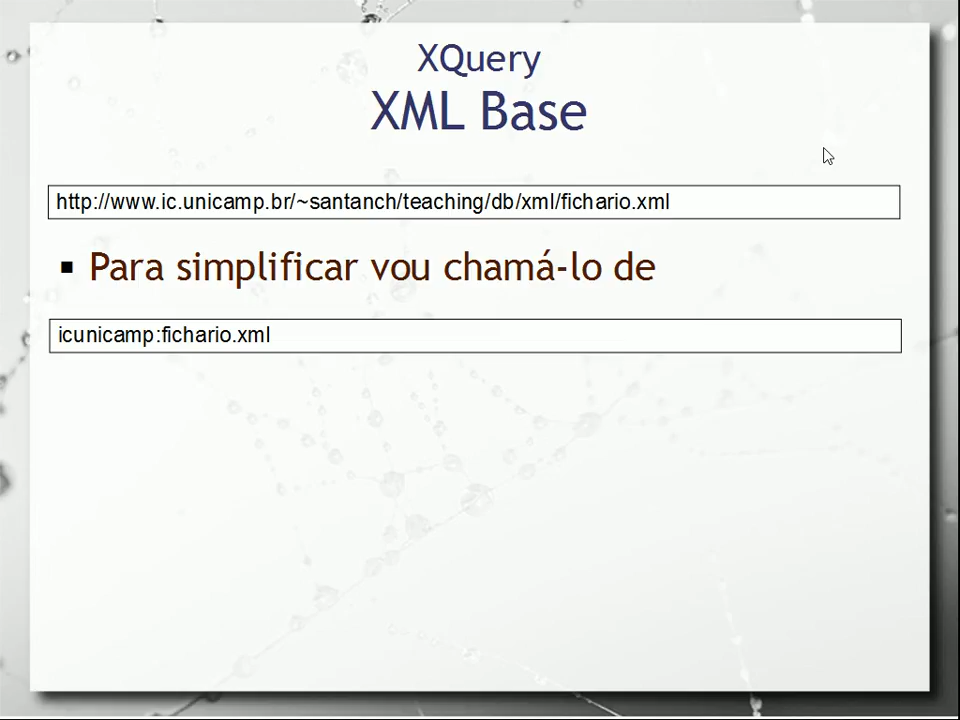 XQuery
XML Base
http://www.ic.unicamp.br/~santanch/teaching/db/xml/fichario.xml
▪ Para simplificar vou chamá-lo de
icunicamp:fichario.xml